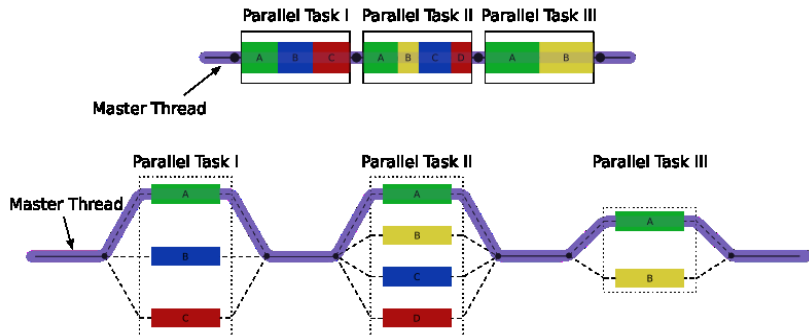 Parallel Task I Parallel Task II Parallel Task III
A B C A B C D A B
Master Thread
Parallel Task I Parallel Task II Parallel Task III
A A
Master Thread
A
B
B
C
B
C D